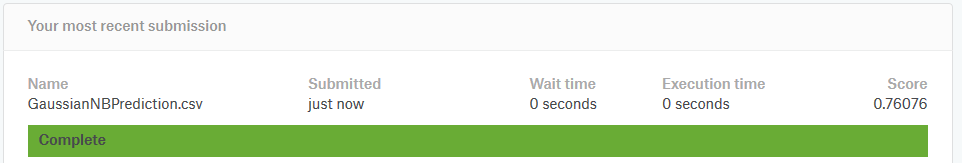 Your most recent submission
Name Submitted Wait time Execution time Score
GaussianNBPrediction.csv just now 0 seconds 0 seconds 0.76076
Complete